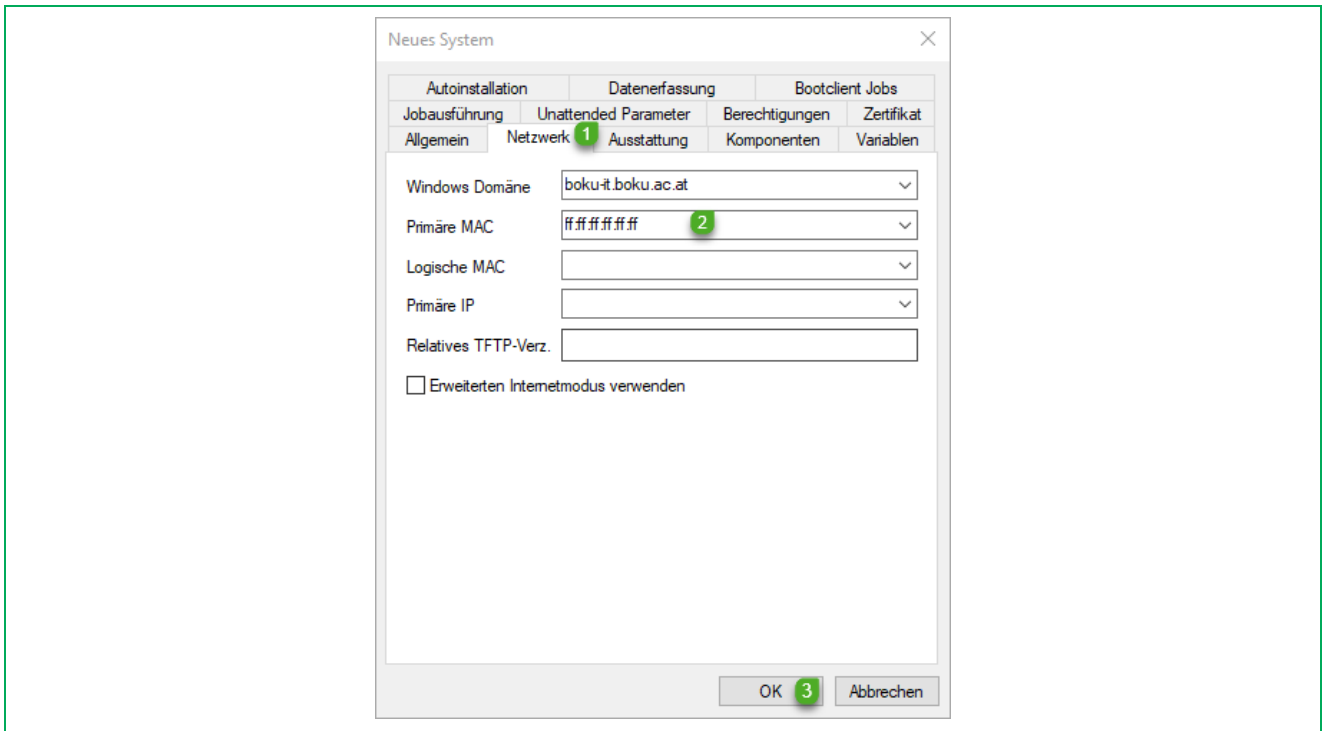 Neues System
Autoinstallation Datenerfassung Bootclient Jobs
Jobausführung Unattended Parameter Berechtigungen Zertifikat
Allgemein Netzwerk 1 Ausstattung Komponenten Variablen
Windows Domäne boku-it.boku.ac.at
Primäre MAC ff:ff:ff:ff:ff:ff 2
Logische MAC
Primäre IP
Relatives TFTP-Verz.
Erweiterten Internetmodus verwenden
OK 3 Abbrechen